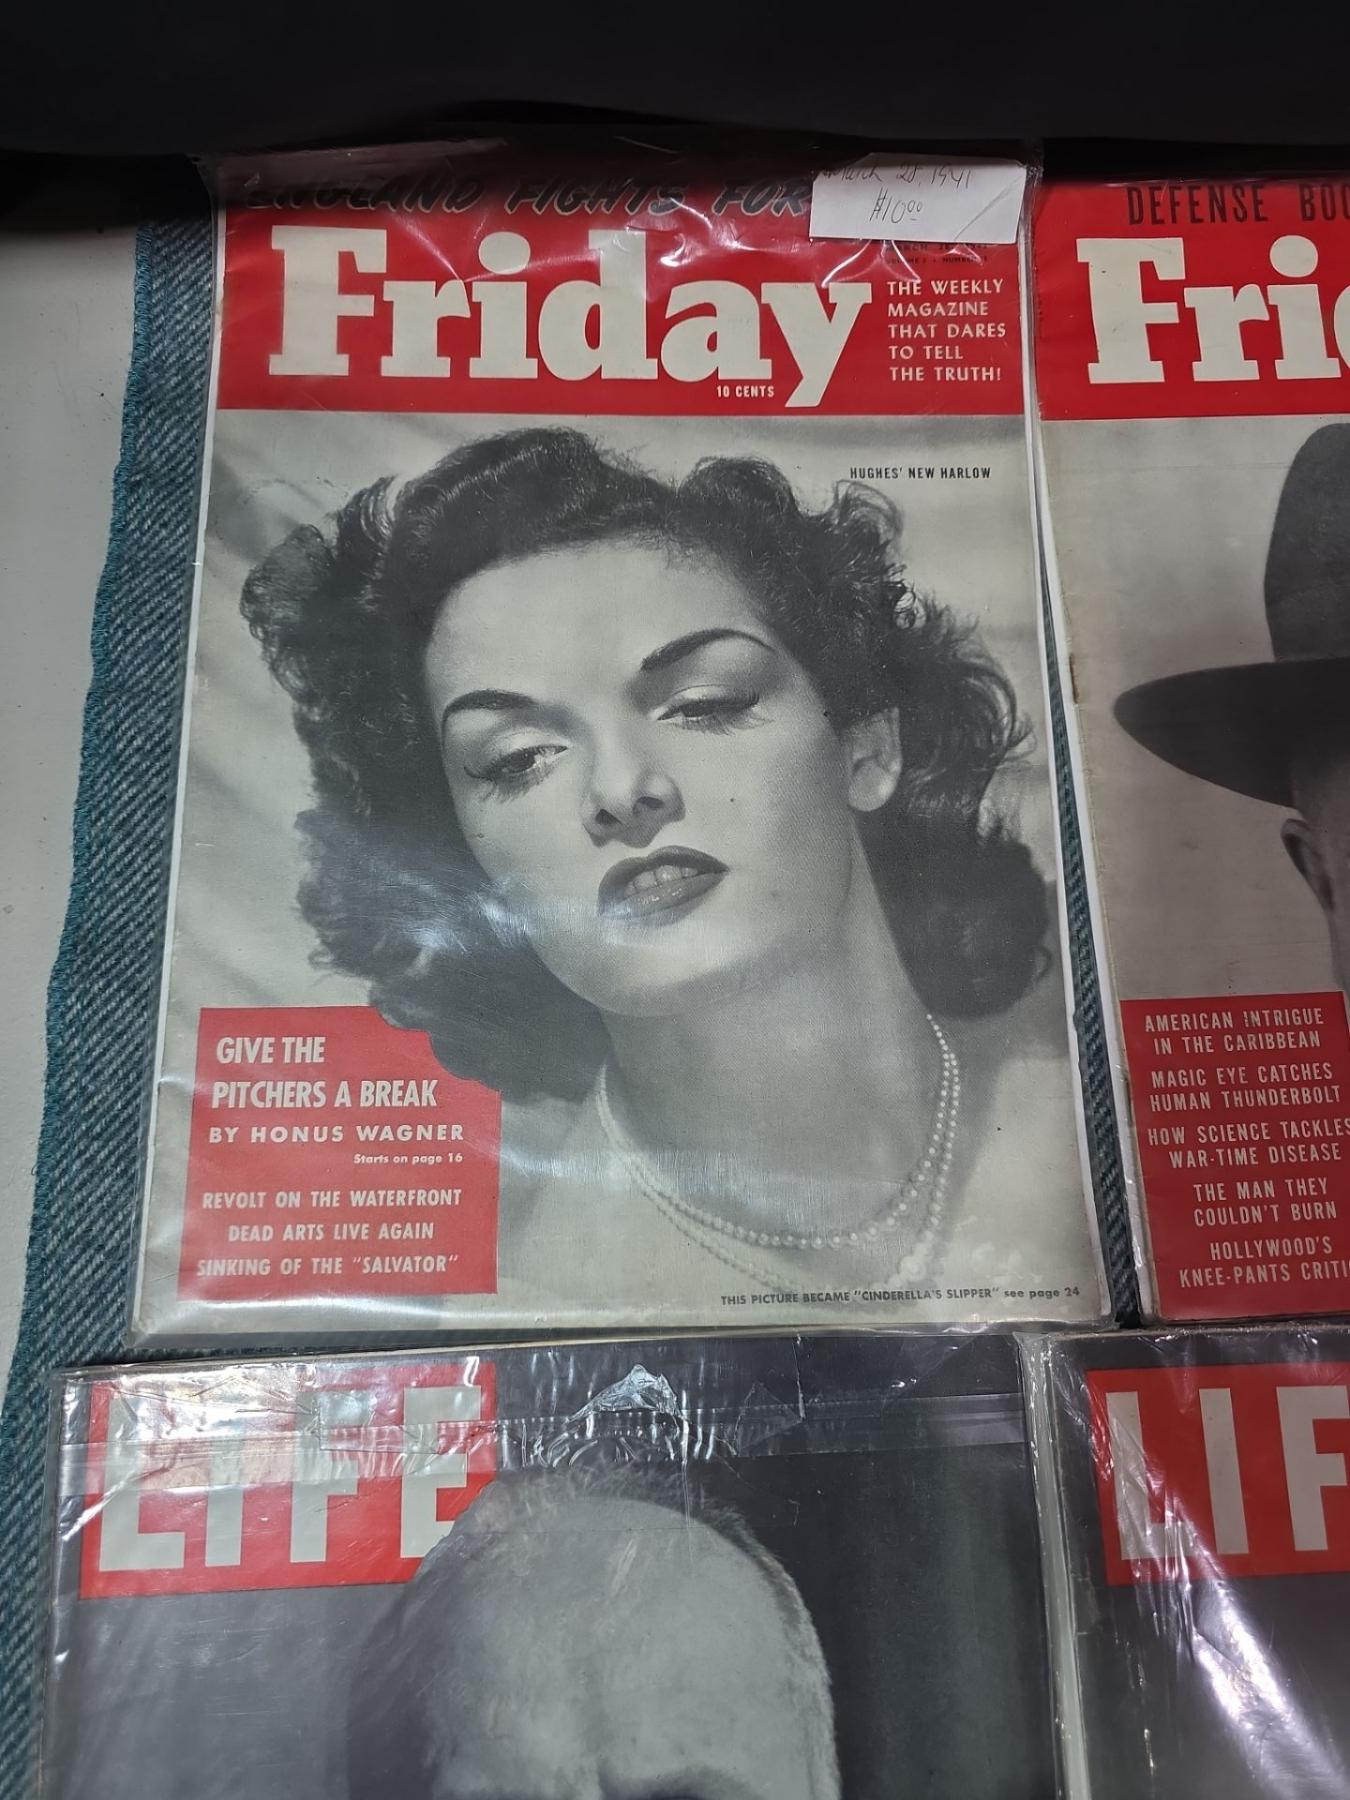 ENGLAND FIGHTS FOR
March 28, 1941
$10.00
Friday
10 CENTS
THE WEEKLY
MAGAZINE
THAT DARES
TO TELL
THE TRUTH!
HUGHES' NEW HARLOW
GIVE THE
PITCHERS A BREAK
BY HONUS WAGNER
Starts on page 16
REVOLT ON THE WATERFRONT
DEAD ARTS LIVE AGAIN
SINKING OF THE "SALVATOR"
THIS PICTURE BECAME "CINDERELLA'S SLIPPER" see page 24
DEFENSE BOO
Fri
AMERICAN INTRIGUE
IN THE CARIBBEAN
MAGIC EYE CATCHES
HUMAN THUNDERBOLT
HOW SCIENCE TACKLES
WAR-TIME DISEASE
THE MAN THEY
COULDN'T BURN
HOLLYWOOD'S
KNEE-PANTS CRITI
LIFE
LIF